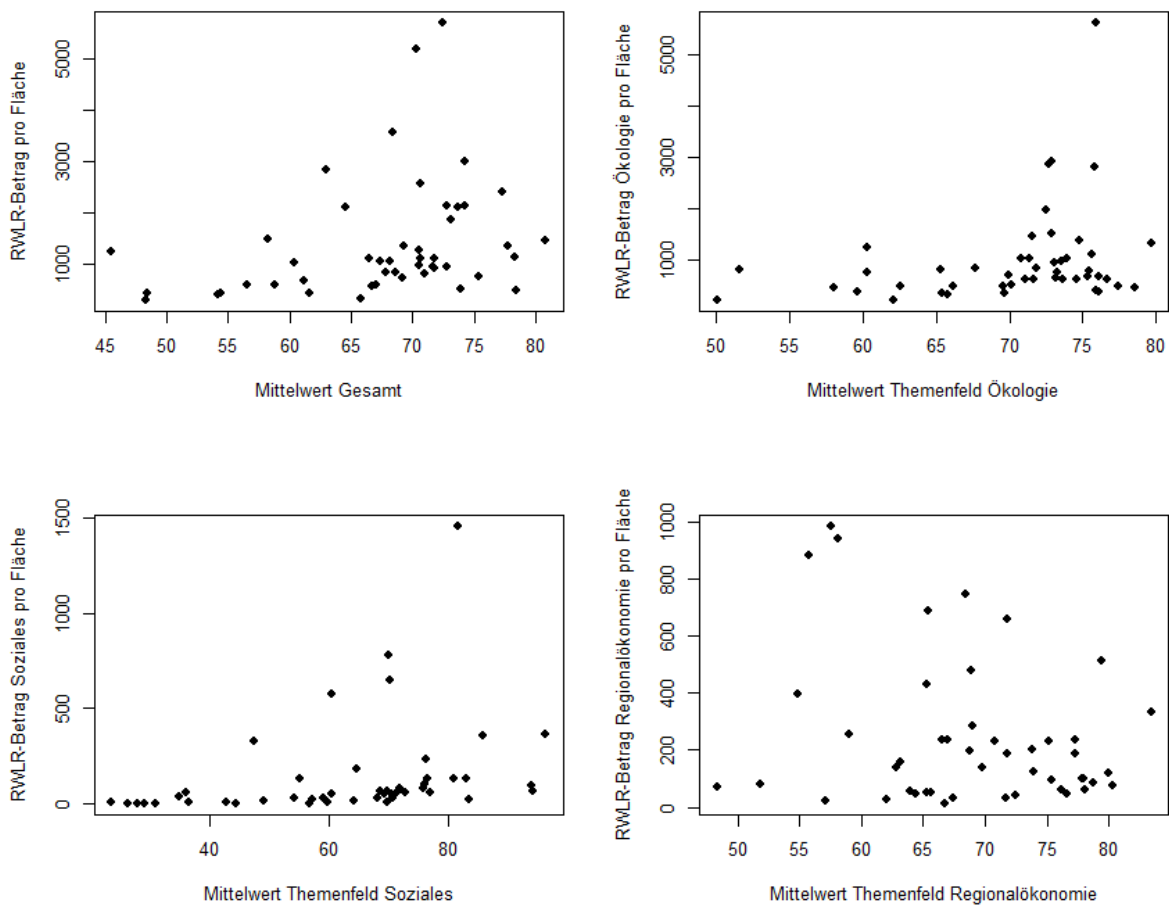 RWLR-Betrag pro Fläche
5000
3000
1000
45 50 55 60 65 70 75 80
Mittelwert Gesamt
RWLR-Betrag Ökologie pro Fläche
5000
3000
1000
50 55 60 65 70 75 80
Mittelwert Themenfeld Ökologie
RWLR-Betrag Soziales pro Fläche
1500
1000
500
0
40 60 80
Mittelwert Themenfeld Soziales
RWLR-Betrag Regionalökonomie pro Fläche
1000
800
600
400
200
0
50 55 60 65 70 75 80
Mittelwert Themenfeld Regionalökonomie